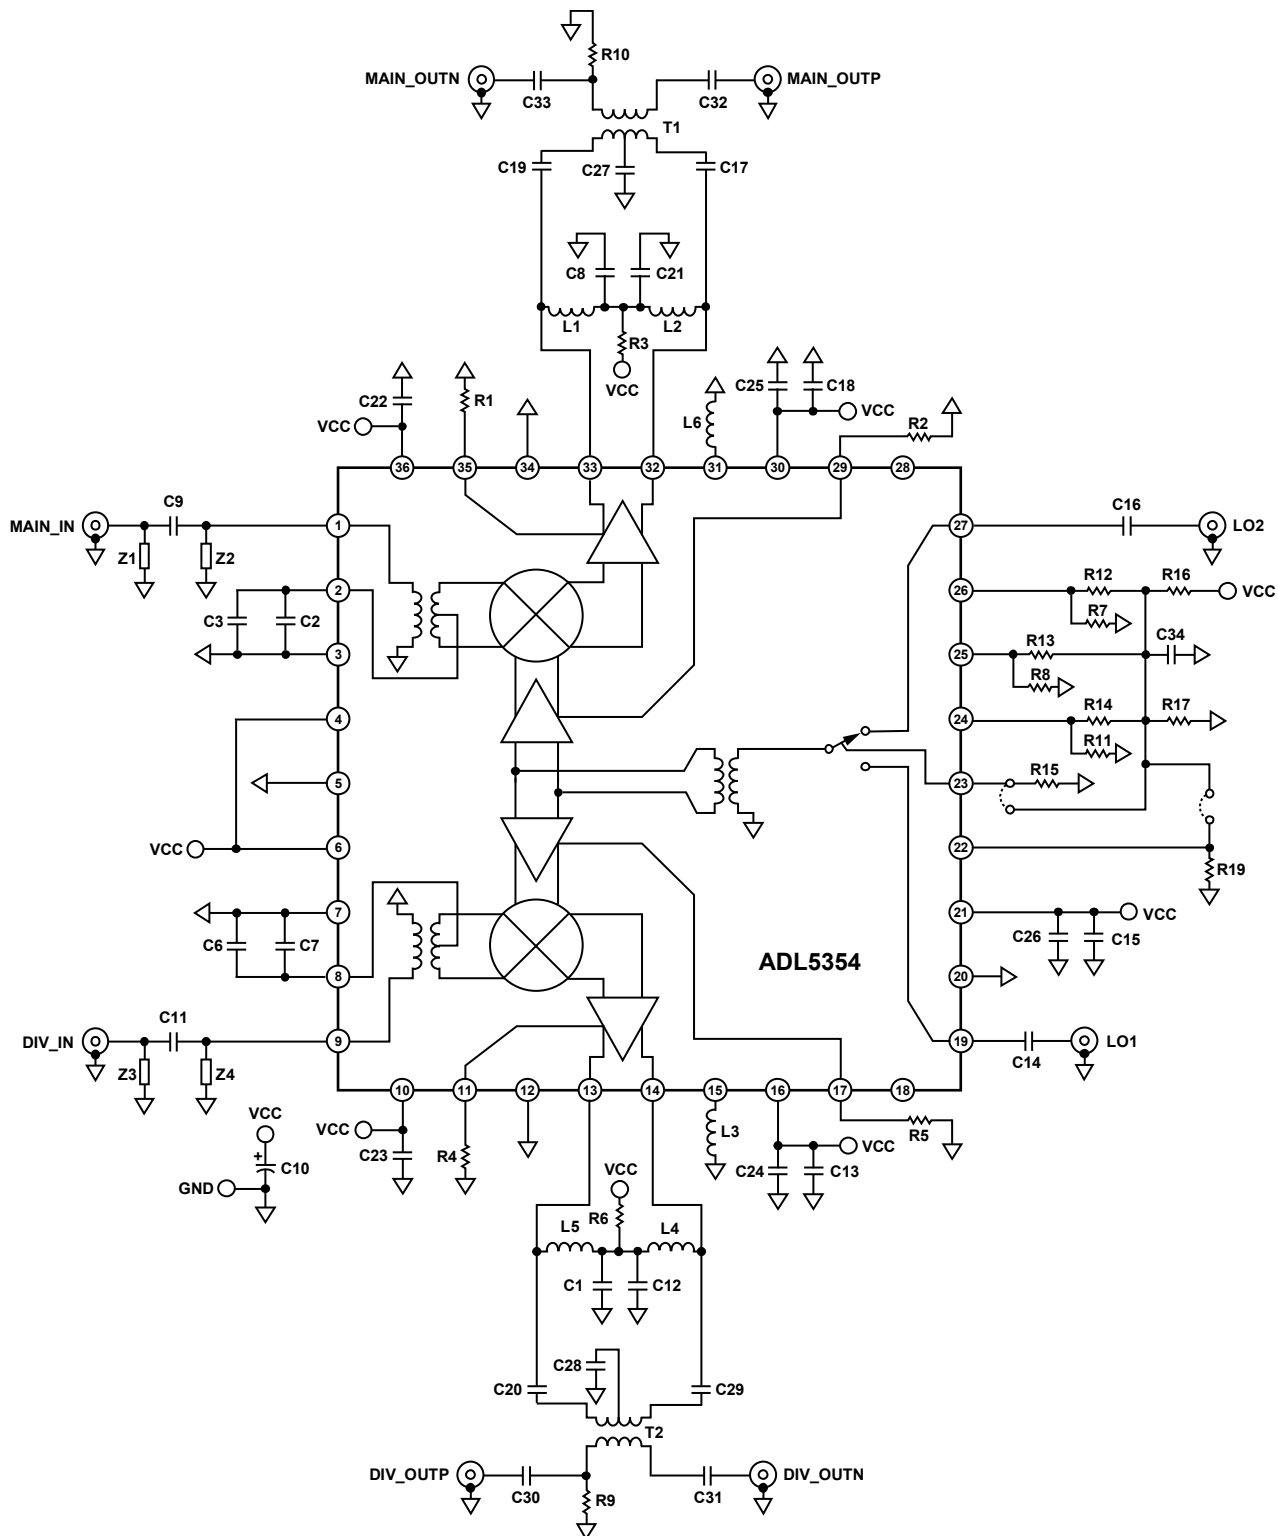 R10
MAIN_OUTN
C33
C32
MAIN_OUTP
T1
C19
C27
C17
C8
C21
L1
L2
R3
VCC
C22
R1
L6
C25
C18
VCC
VCC
R2
36
35
34
33
32
31
30
29
28
MAIN_IN
C9
Z1
Z2
1
27
C16
LO2
2
26
R12
R16
VCC
R7
C3
C2
3
25
R13
C34
R8
4
24
R14
R17
R11
5
23
R15
VCC
6
22
R19
7
21
VCC
C6
C7
C26
C15
8
ADL5354
20
DIV_IN
C11
Z3
Z4
9
19
C14
LO1
10
11
12
13
14
15
16
17
18
VCC
C23
R4
L3
VCC
C24
C13
R5
VCC
C10
+
GND
VCC
R6
L5
L4
C1
C12
C28
C20
C29
T2
DIV_OUTP
C30
R9
C31
DIV_OUTN